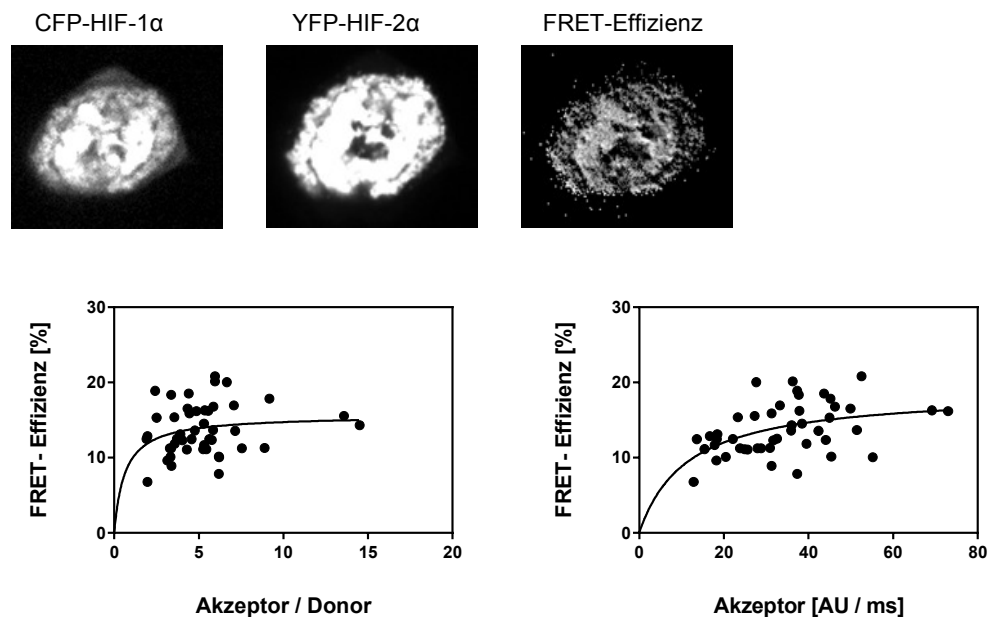 CFP-HIF-1α YFP-HIF-2α FRET-Effizienz
30
20
10
0
0 5 10 15 20
FRET- Effizienz [%]
Akzeptor / Donor
30
20
10
0
0 20 40 60 80
FRET- Effizienz [%]
Akzeptor [AU / ms]